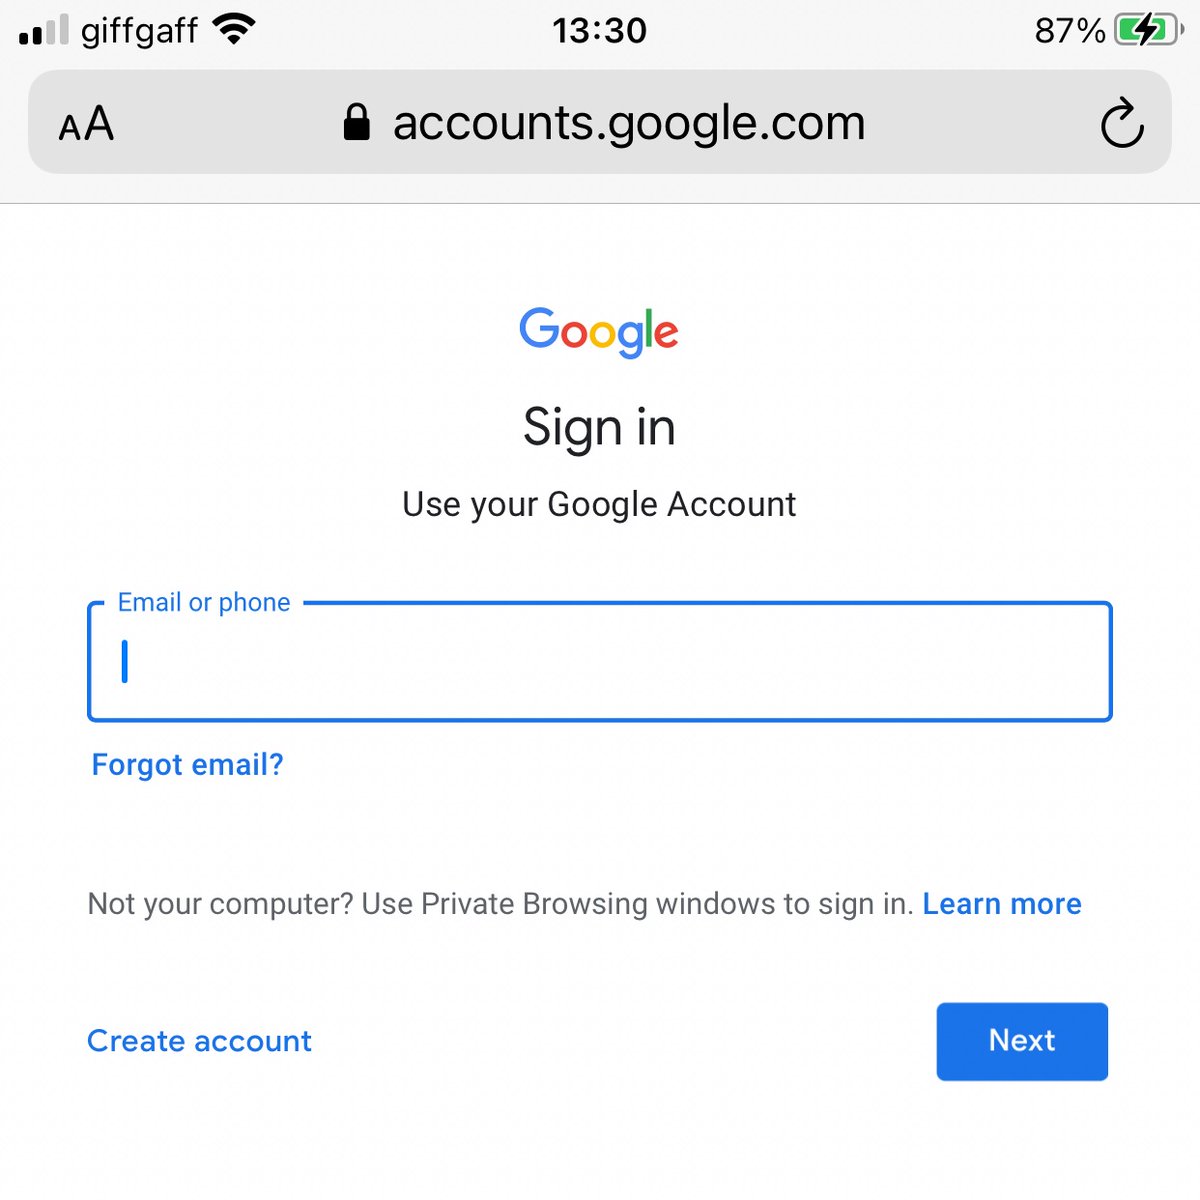 giffgaff 13:30 87%
AA accounts.google.com
Google
Sign in
Use your Google Account
Email or phone
Forgot email?
Not your computer? Use Private Browsing windows to sign in. Learn more
Create account Next